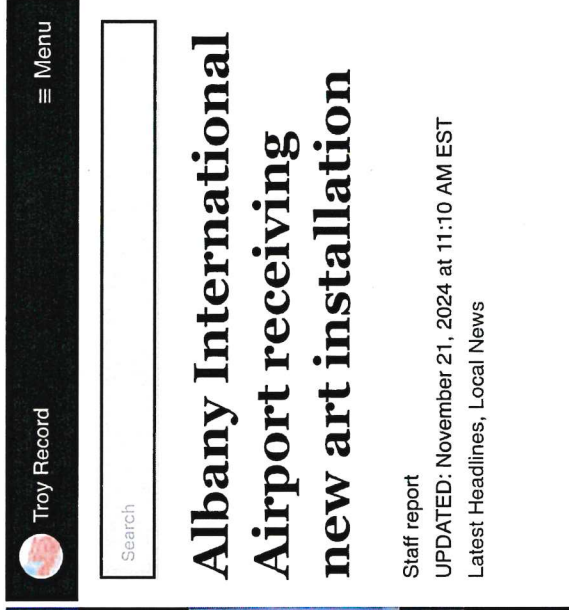 Troy Record
≡ Menu
Search
Albany International
Airport receiving
new art installation
Staff report
UPDATED: November 21, 2024 at 11:10 AM EST
Latest Headlines, Local News